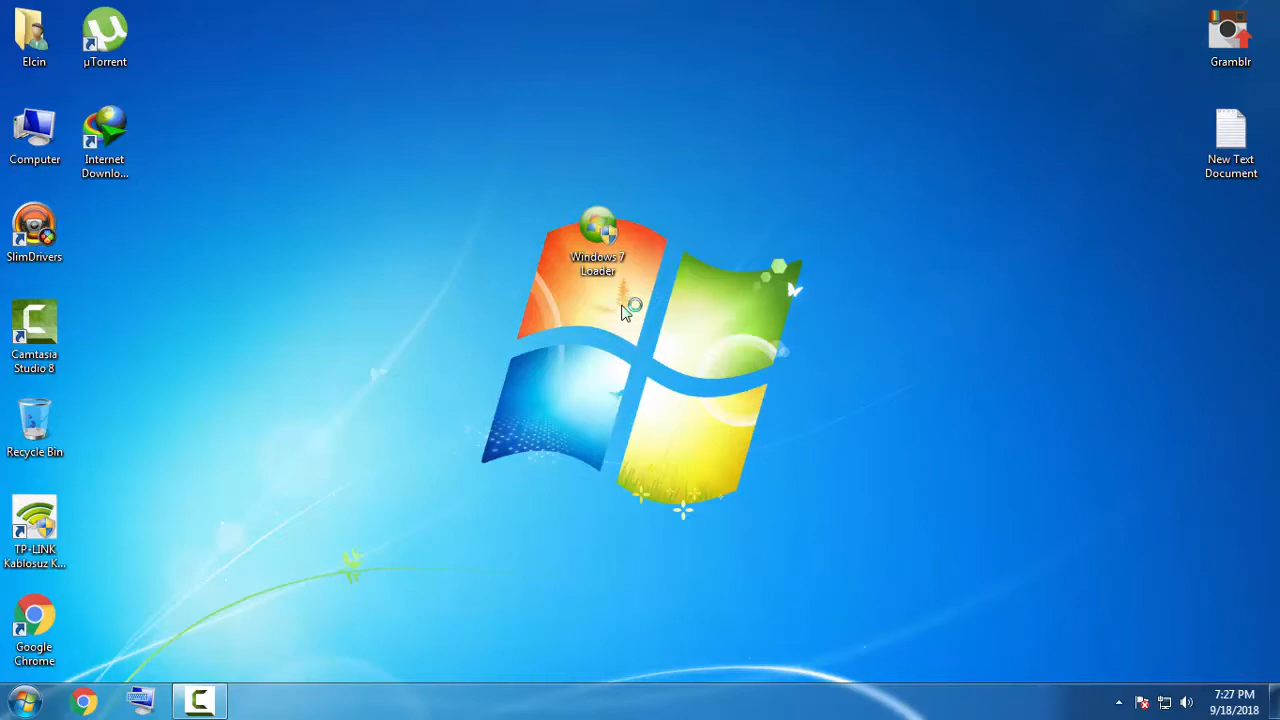 Elcin
µTorrent
Computer
Internet
Downlo...
SlimDrivers
Camtasia
Studio 8
Recycle Bin
TP-LINK
Kablosuz K...
Google
Chrome
Windows 7
Loader
Gramblr
New Text
Document
7:27 PM
9/18/2018